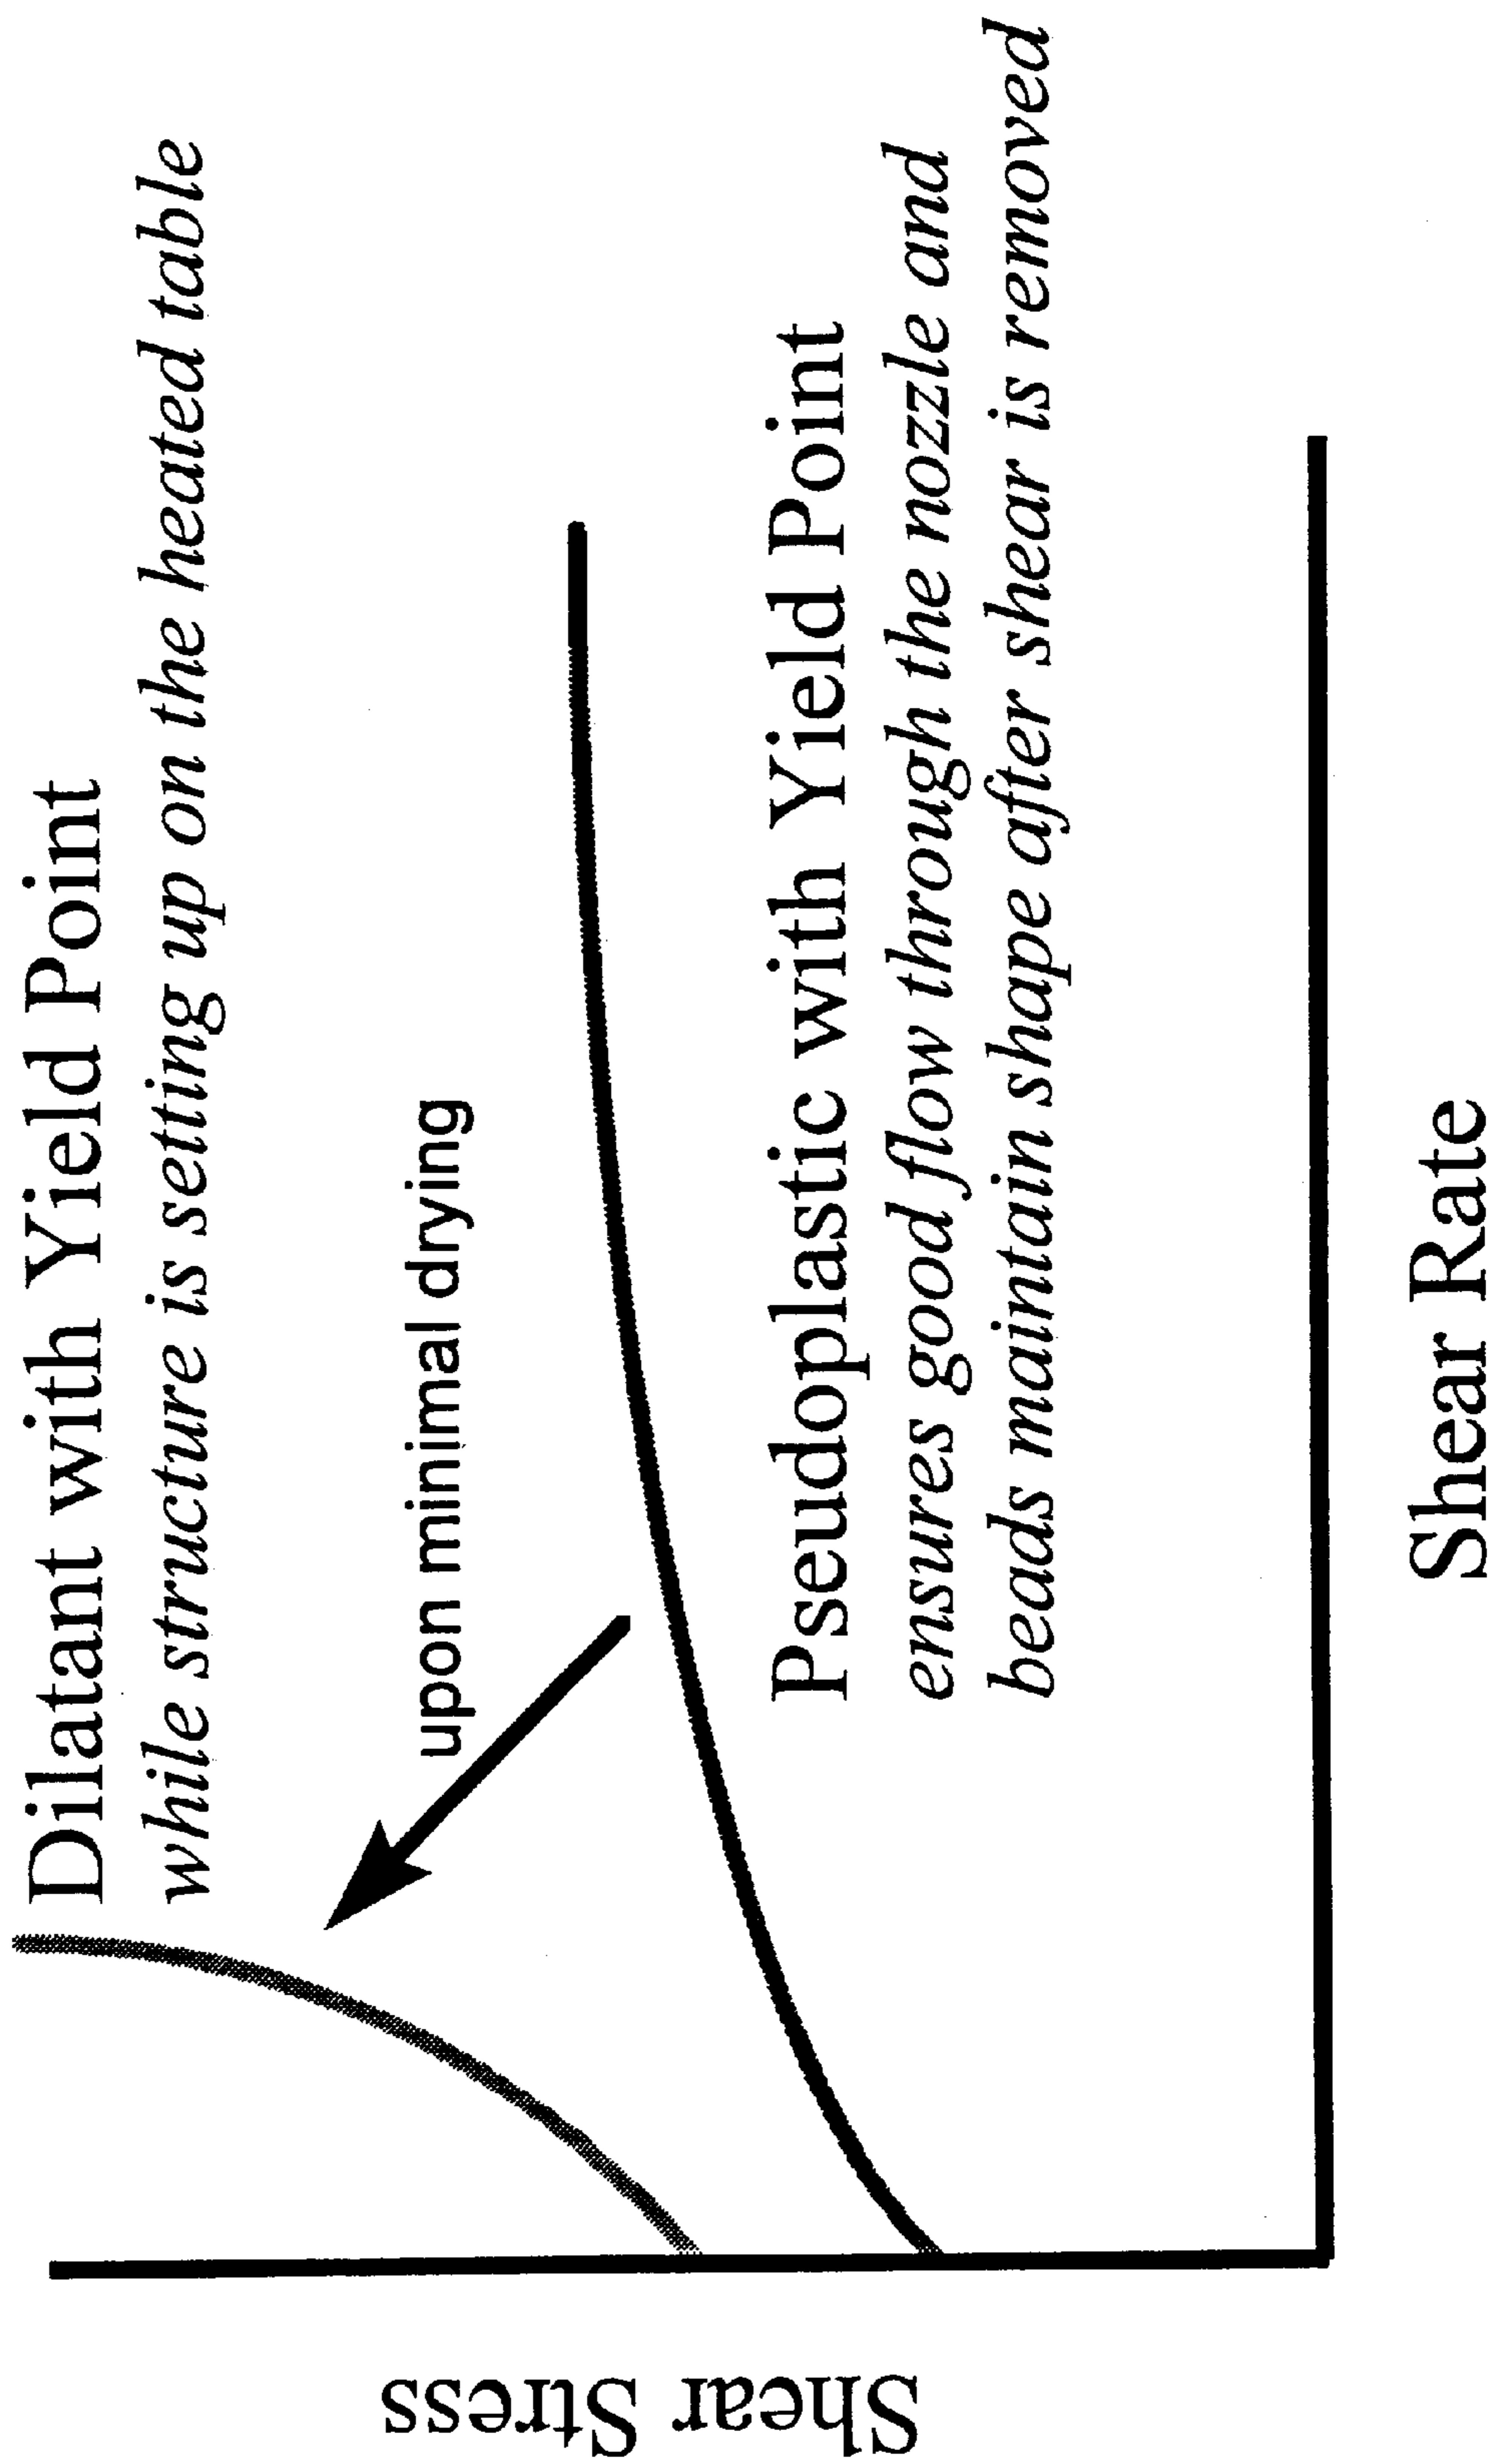 Dilatant with Yield Point
while structure is setting up on the heated table
upon minimal drying
Pseudoplastic with Yield Point
ensures good flow through the nozzle and
beads maintain shape after shear is removed
Shear Stress
Shear Rate